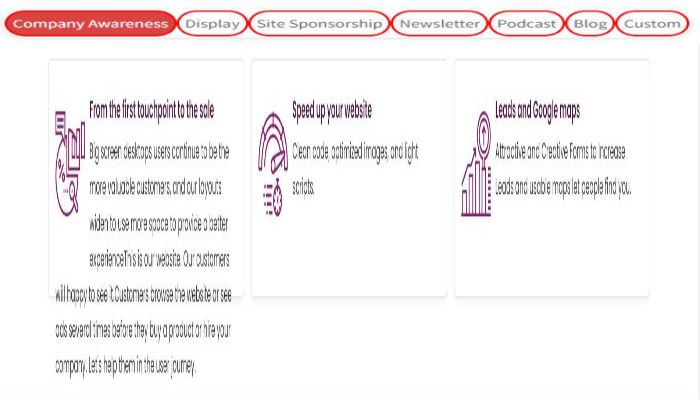 Company Awareness Display Site Sponsorship Newsletter Podcast Blog Custom
From the first touchpoint to the sale
Big screen desktops users continue to be the
more valuable customers, and our layouts
widen to use more space to provide a better
experienceThis is our website. Our customers
will happy to see it.Customers browse the website or see
ads several times before they buy a product or hire your
company. Let's help them in the user journey.
Speed up your website
Clean code, optimized images, and light
scripts.
Leads and Google maps
Attractive and Creative Forms to increase
Leads and usable maps let people find you.